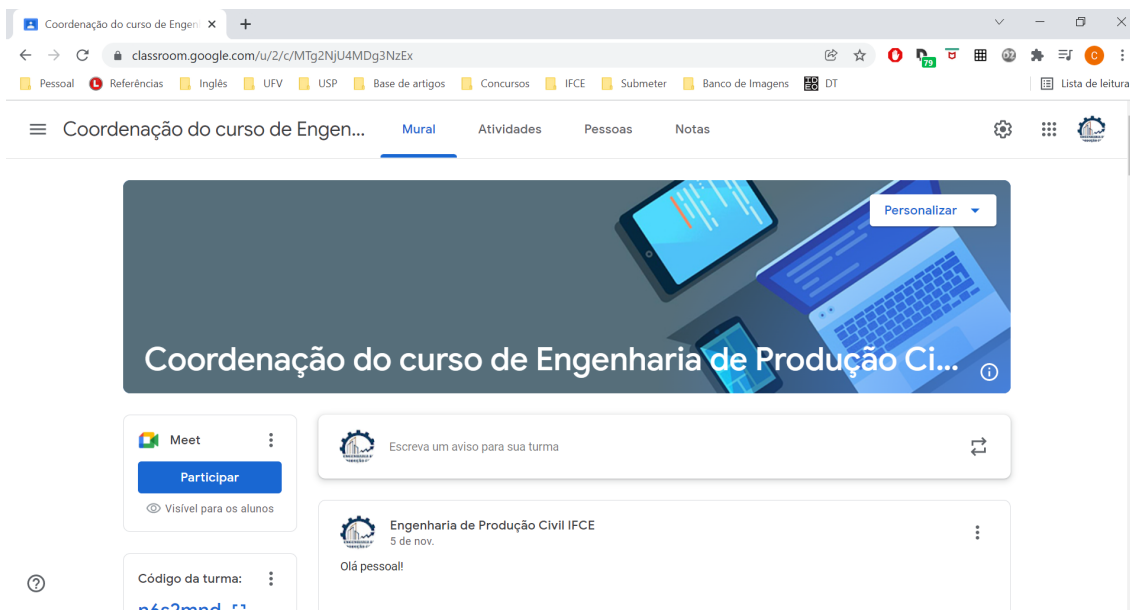 Coordenação do curso de Engen
classroom.google.com/u/2/c/MTg2NjU4MDg3NzEx
79
C
Pessoal Referências Inglês UFV USP Base de artigos Concursos IFCE Submeter Banco de Imagens DT Lista de leitura
Coordenação do curso de Engen... Mural Atividades Pessoas Notas
Personalizar
Coordenação do curso de Engenharia de Produção Ci...
Meet
Escreva um aviso para sua turma
Participar
Visível para os alunos
Engenharia de Produção Civil IFCE
5 de nov.
Olá pessoal!
Código da turma: